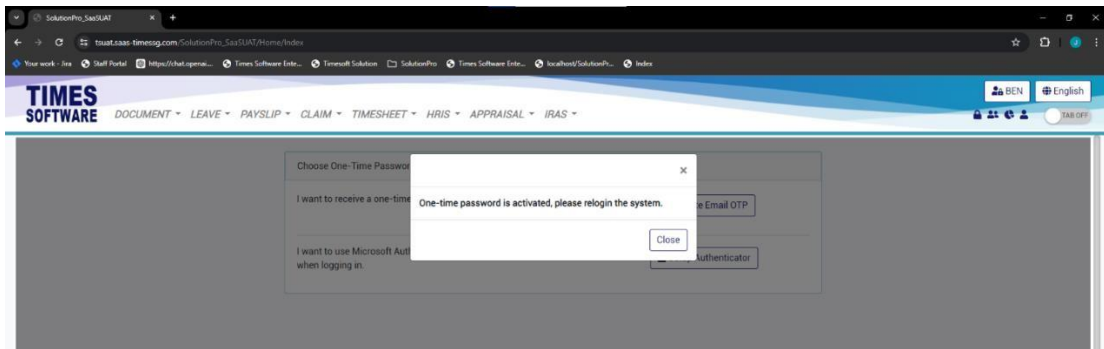 SolutionPro_SaaSUAT
tsuat.saas-timessg.com/SolutionPro_SaaSUAT/Home/Index
Your work - Jira Staff Portal https://chat.openai... Times Software Ente... Timesoft Solution SolutionPro Times Software Ente... localhost/SolutionPr... Index
TIMES
SOFTWARE
DOCUMENT LEAVE PAYSLIP CLAIM TIMESHEET HRIS APPRAISAL IRAS
BEN English
TAB OFF
Choose One-Time Passwor
I want to receive a one-time
Email OTP
One-time password is activated, please relogin the system.
Close
I want to use Microsoft Aut
when logging in.
Authenticator